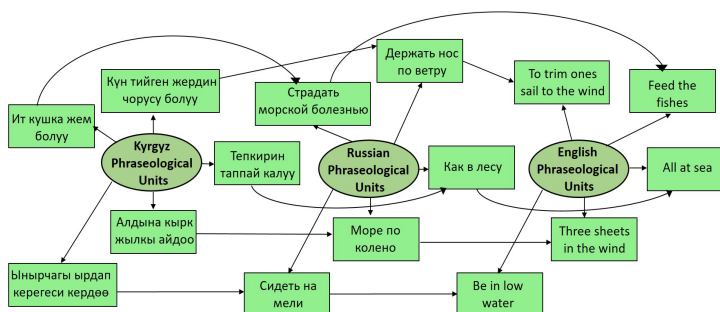 Күн тийген жердин
чорусу болуу
Держать нос
по ветру
Страдать
морской болезнью
To trim ones
sail to the wind
Feed the
fishes
Ит кушка жем
болуу
Kyrgyz
Phraseological
Units
Тепкирин
таппай калуу
Russian
Phraseological
Units
Как в лесу
English
Phraseological
Units
All at sea
Алдына кырк
жылкы айдоо
Море по
колено
Three sheets
in the wind
Ынырчагы ырдап
керегеси кердөө
Сидеть на
мели
Be in low
water